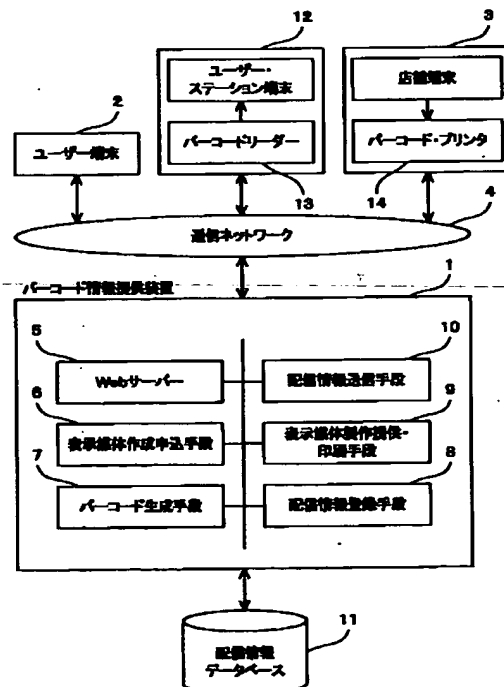 12
3
ユーザー・
ステーション端末
店舗端末
2
ユーザー端末
バーコードリーダー
バーコード・プリンタ
13
14
4
通信ネットワーク
バーコード情報提供装置
1
5
10
Webサーバー
配信情報送信手段
6
9
表示媒体作成申込手段
表示媒体製作提供・
印刷手段
7
8
バーコード生成手段
配信情報登録手段
11
配信情報
データベース